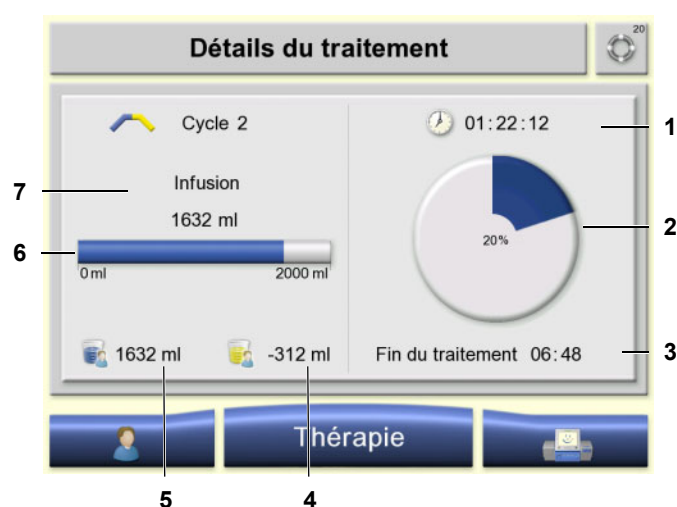 Détails du traitement
20
Cycle 2
01:22:12
1
Infusion
7
1632 ml
20%
2
6
0 ml 2000 ml
1632 ml -312 ml
Fin du traitement 06:48
3
Thérapie
5 4